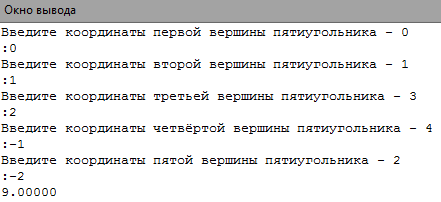 Окно вывода
Введите координаты первой вершины пятиугольника - 0
:0
Введите координаты второй вершины пятиугольника - 1
:1
Введите координаты третьей вершины пятиугольника - 3
:2
Введите координаты четвёртой вершины пятиугольника - 4
:-1
Введите координаты пятой вершины пятиугольника - 2
:-2
9.00000